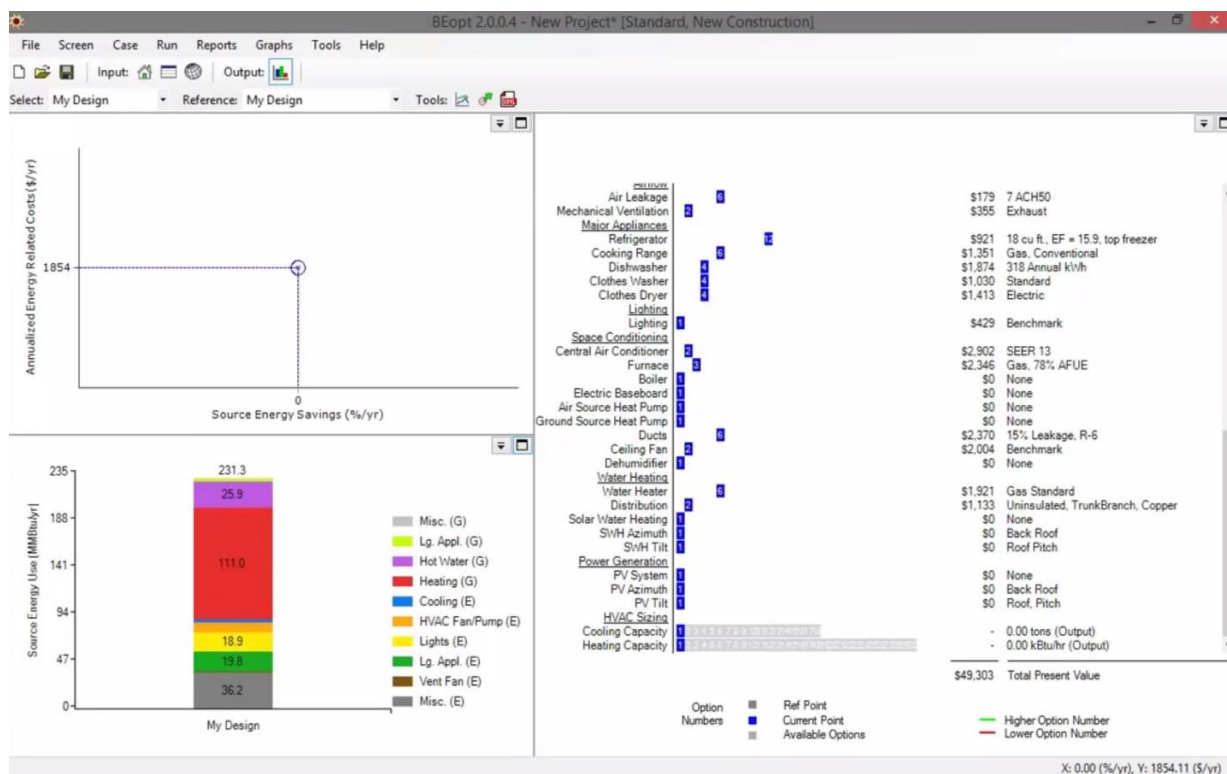 BEopt 2.0.0.4 - New Project* [Standard, New Construction]
File Screen Case Run Reports Graphs Tools Help
Input: Output:
Select: My Design Reference: My Design Tools:
Annualized Energy Related Costs ($/yr)
1854
0
Source Energy Savings (%/yr)
Source Energy Use (MMBtu/yr)
235
188
141
94
47
0
231.3
25.9
111.0
18.9
19.8
36.2
My Design
Misc. (G)
Lg. Appl. (G)
Hot Water (G)
Heating (G)
Cooling (E)
HVAC Fan/Pump (E)
Lights (E)
Lg. Appl. (E)
Vent Fan (E)
Misc. (E)
Airflow
Air Leakage 6 $179 7 ACH50
Mechanical Ventilation 2 $355 Exhaust
Major Appliances
Refrigerator 12 $921 18 cu ft., EF = 15.9, top freezer
Cooking Range 6 $1,351 Gas, Conventional
Dishwasher 4 $1,874 318 Annual kWh
Clothes Washer 4 $1,030 Standard
Clothes Dryer 4 $1,413 Electric
Lighting
Lighting 1 $429 Benchmark
Space Conditioning
Central Air Conditioner 2 $2,902 SEER 13
Furnace 3 $2,346 Gas, 78% AFUE
Boiler 1 $0 None
Electric Baseboard 1 $0 None
Air Source Heat Pump 1 $0 None
Ground Source Heat Pump 1 $0 None
Ducts 6 $2,370 15% Leakage, R-6
Ceiling Fan 2 $2,004 Benchmark
Dehumidifier 1 $0 None
Water Heating
Water Heater 6 $1,921 Gas Standard
Distribution 2 $1,133 Uninsulated, TrunkBranch, Copper
Solar Water Heating 1 $0 None
SWH Azimuth 1 $0 Back Roof
SWH Tilt 1 $0 Roof Pitch
Power Generation
PV System 1 $0 None
PV Azimuth 1 $0 Back Roof
PV Tilt 1 $0 Roof, Pitch
HVAC Sizing
Cooling Capacity 1 - 0.00 tons (Output)
Heating Capacity 1 - 0.00 kBtu/hr (Output)
$49,303 Total Present Value
Option Numbers
Ref Point
Current Point
Available Options
Higher Option Number
Lower Option Number
X: 0.00 (%/yr), Y: 1854.11 ($/yr)